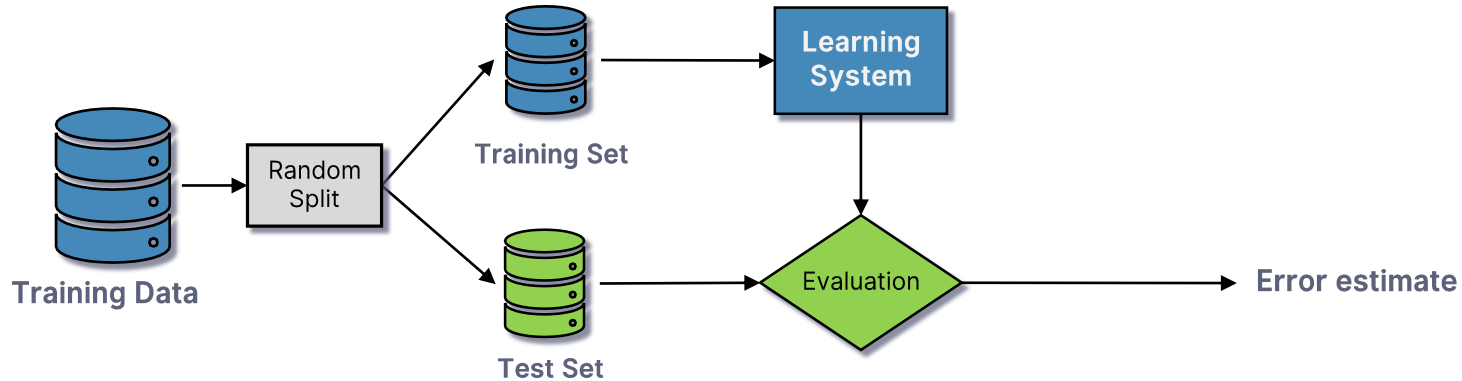 Training Data
Random
Split
Training Set
Test Set
Learning
System
Evaluation
Error estimate